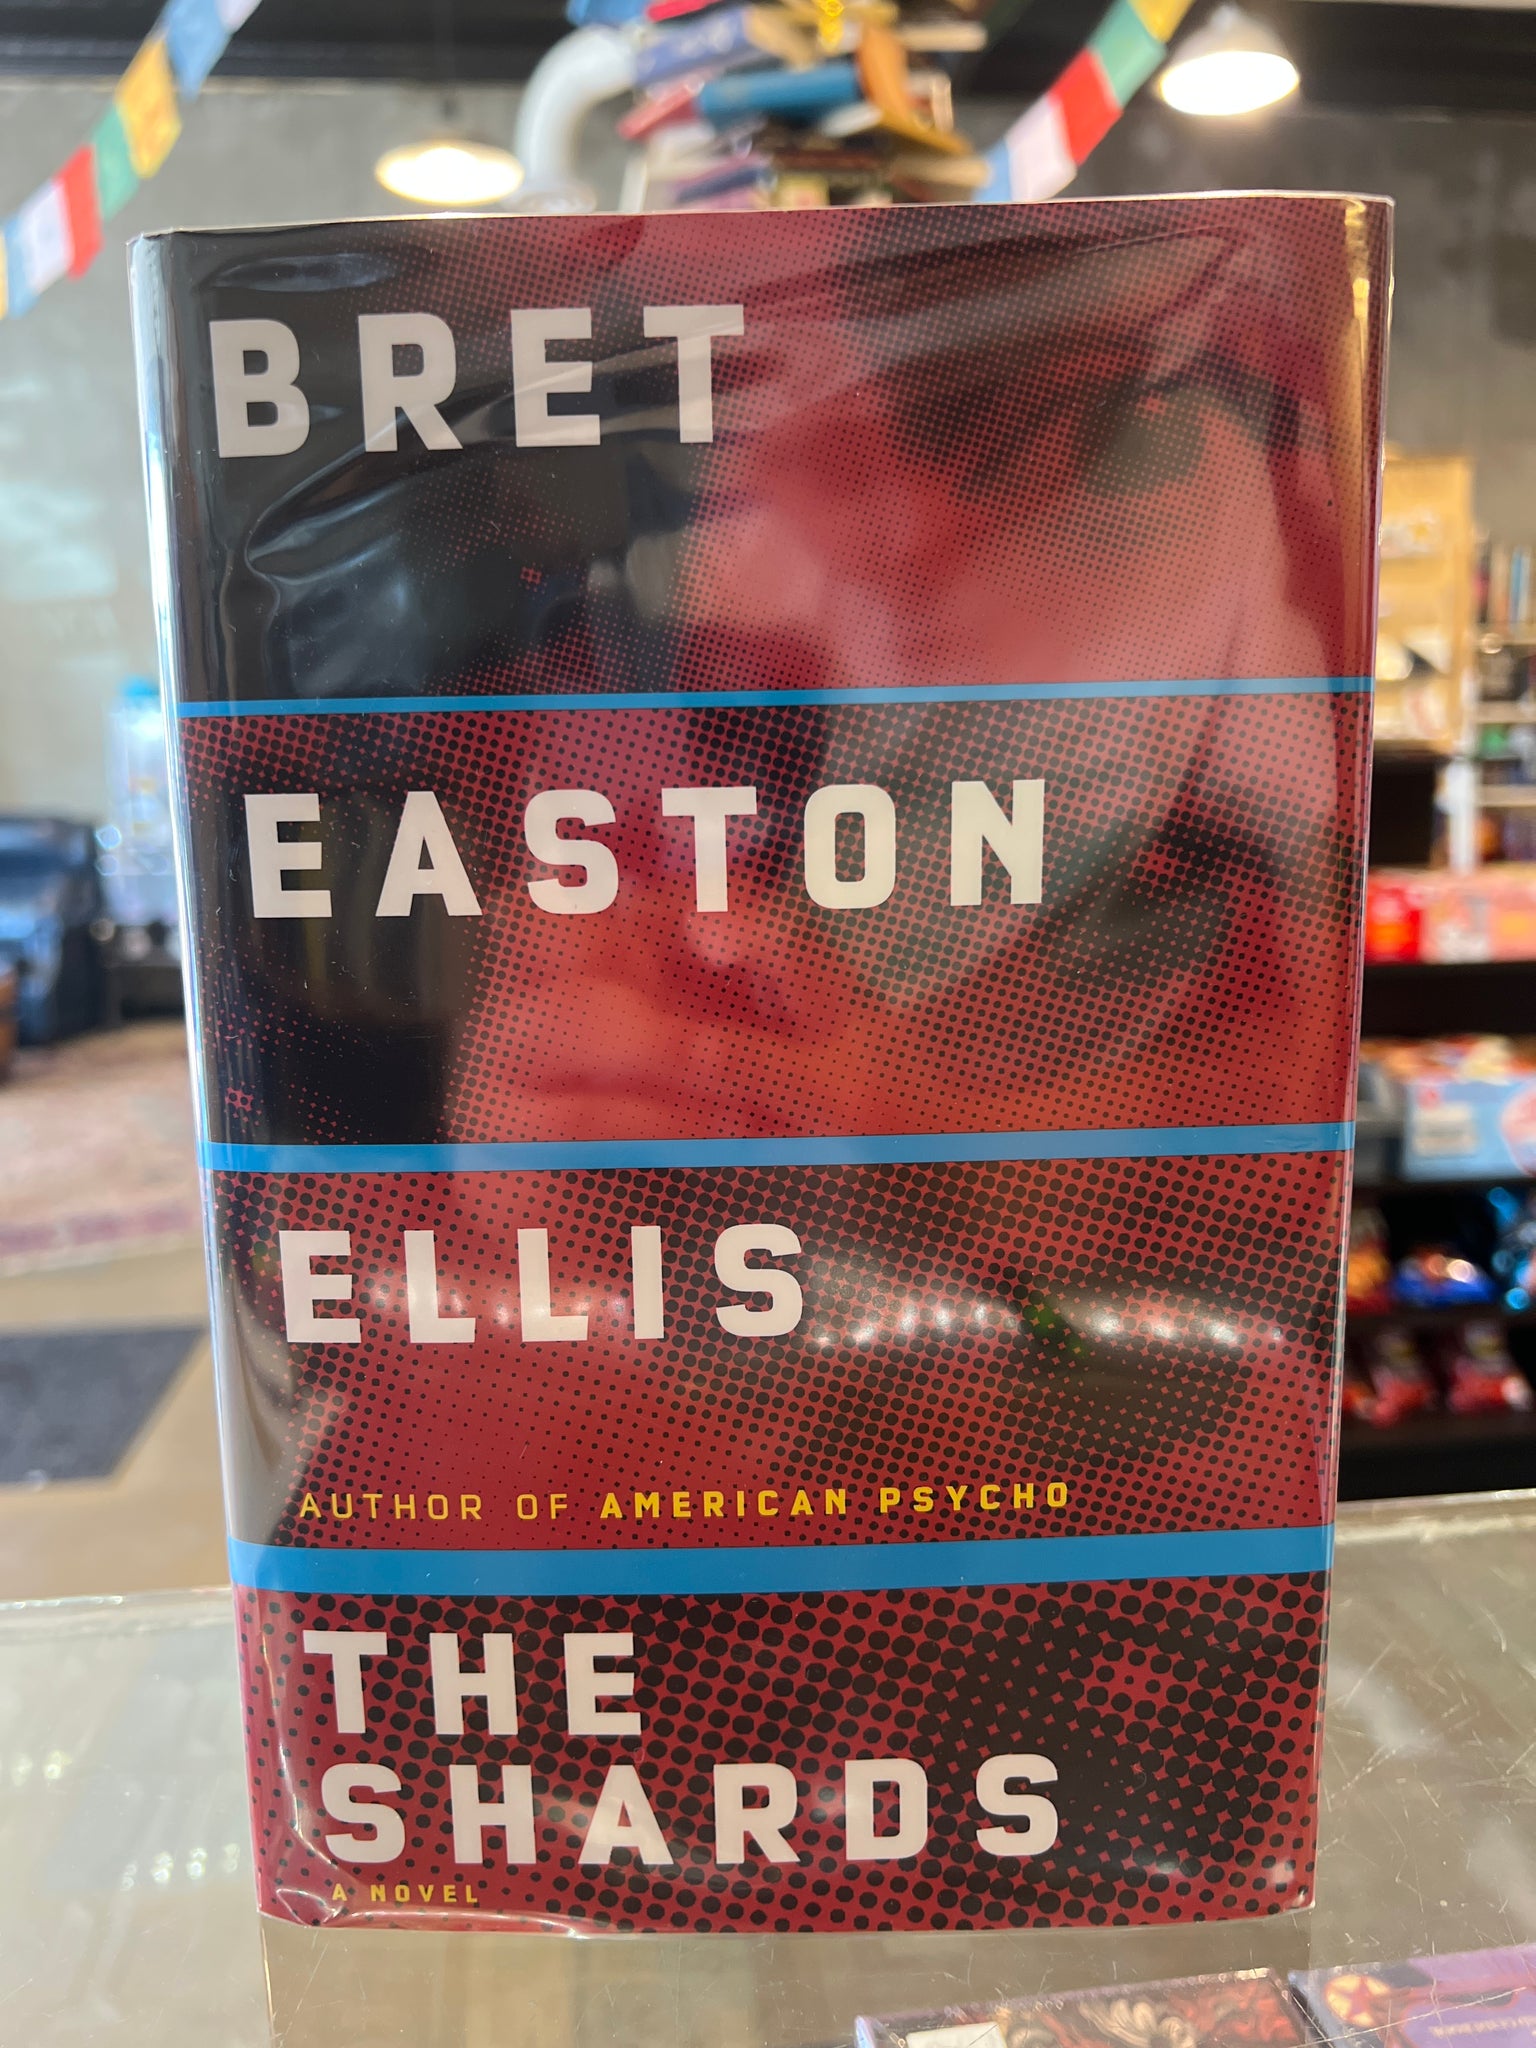 BRET
EASTON
ELLIS
AUTHOR OF AMERICAN PSYCHO
THE
SHARDS
A NOVEL